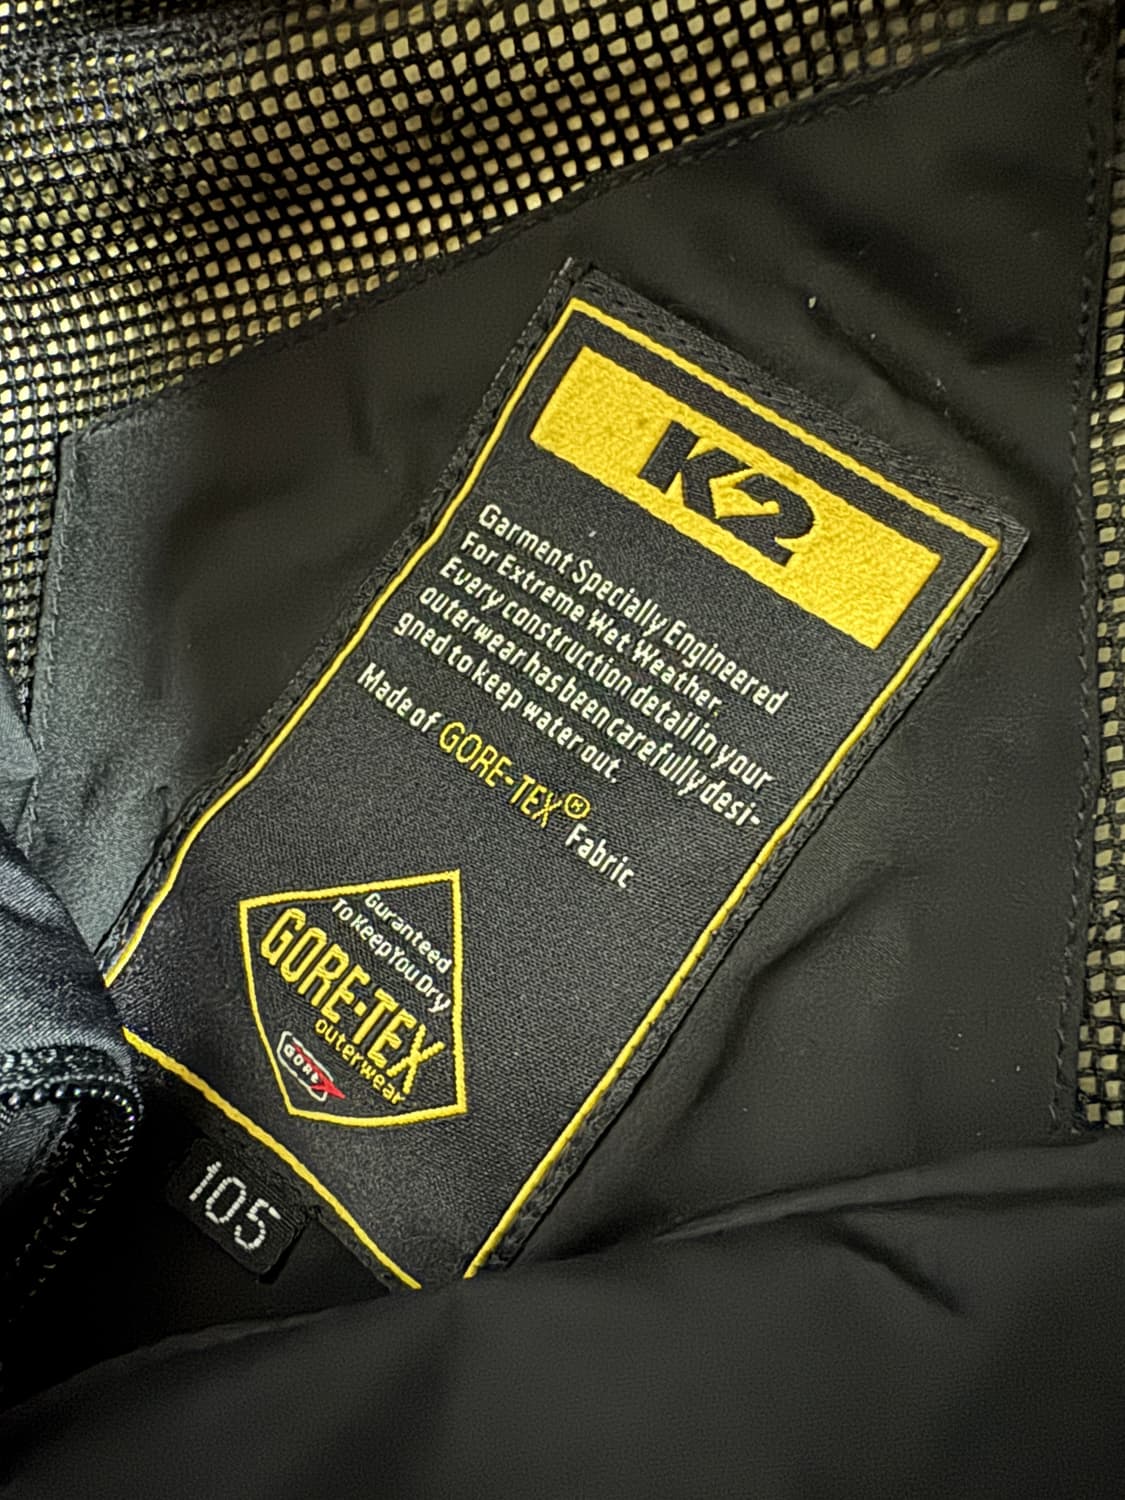 K2
Garment Specially Engineered
For Extreme Wet Weather.
Every construction detail in your
outerwear has been carefully desi-
gned to keep water out.
Made of GORE-TEX® Fabric
Guranteed
To Keep You Dry
GORE-TEX
outerwear
GORE
105